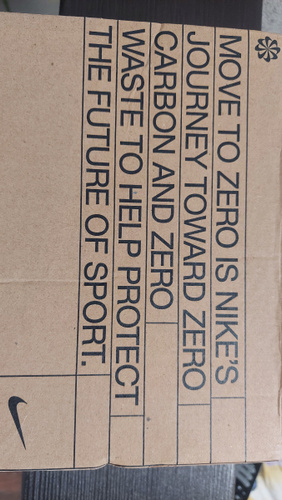 MOVE TO ZERO IS NIKE'S
JOURNEY TOWARD ZERO
CARBON AND ZERO
WASTE TO HELP PROTECT
THE FUTURE OF SPORT.